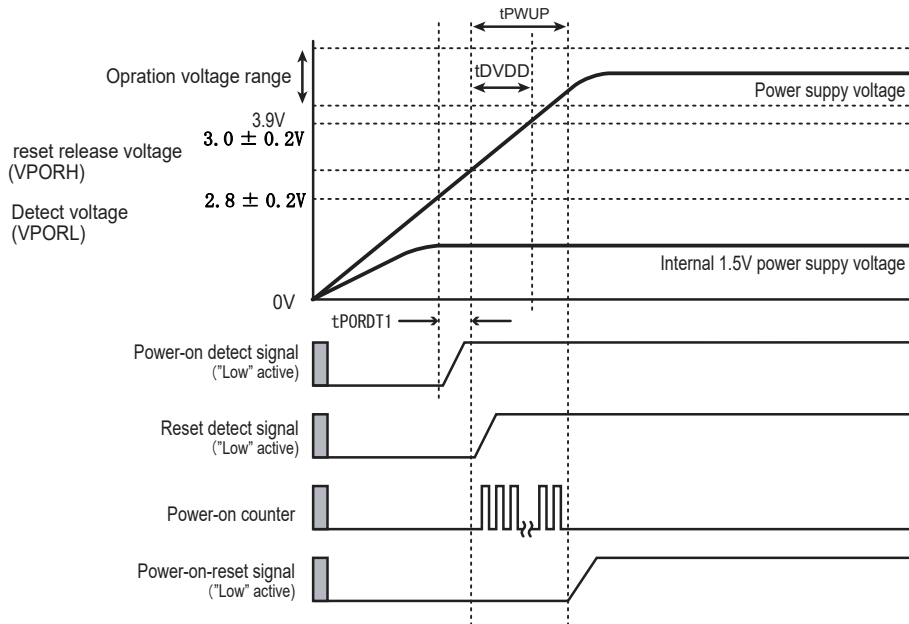 tPWUP
tDVDD
Opration voltage range
Power suppy voltage
3.9V
3.0 ± 0.2V
reset release voltage
(VPORH)
2.8 ± 0.2V
Detect voltage
(VPORL)
Internal 1.5V power supply voltage
0V
tPORDT1
Power-on detect signal
("Low" active)
Reset detect signal
("Low" active)
Power-on counter
Power-on-reset signal
("Low" active)